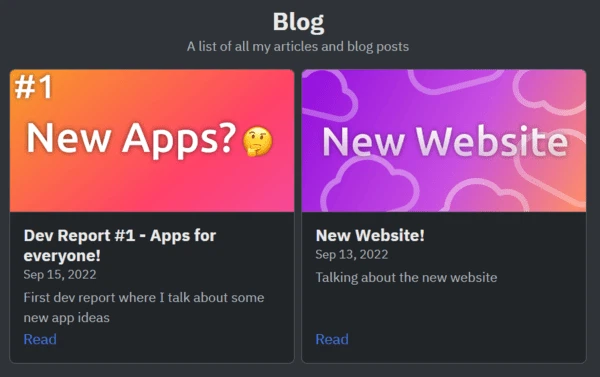 Blog
A list of all my articles and blog posts
#1
New Apps?🤔
Dev Report #1 - Apps for
everyone!
Sep 15, 2022
First dev report where I talk about some
new app ideas
Read
New Website
New Website!
Sep 13, 2022
Talking about the new website
Read